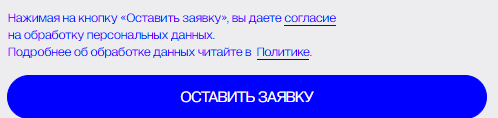 Нажимая на кнопку «Оставить заявку», вы даете согласие
на обработку персональных данных.
Подробнее об обработке данных читайте в Политике.
ОСТАВИТЬ ЗАЯВКУ